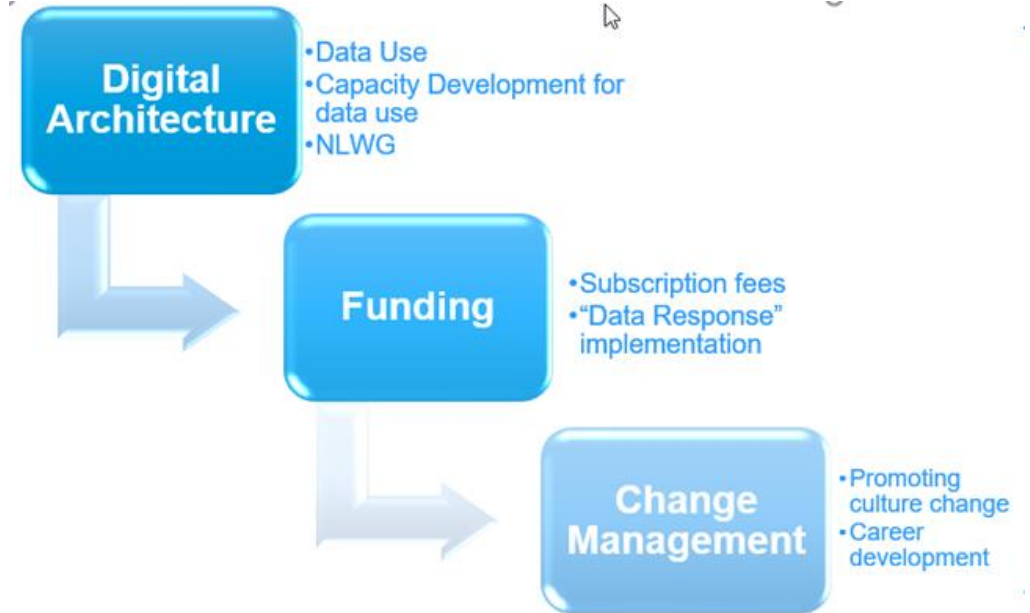 Digital
Architecture
•Data Use
•Capacity Development for
data use
•NLWG
Funding
•Subscription fees
•“Data Response”
implementation
Change
Management
•Promoting
culture change
•Career
development